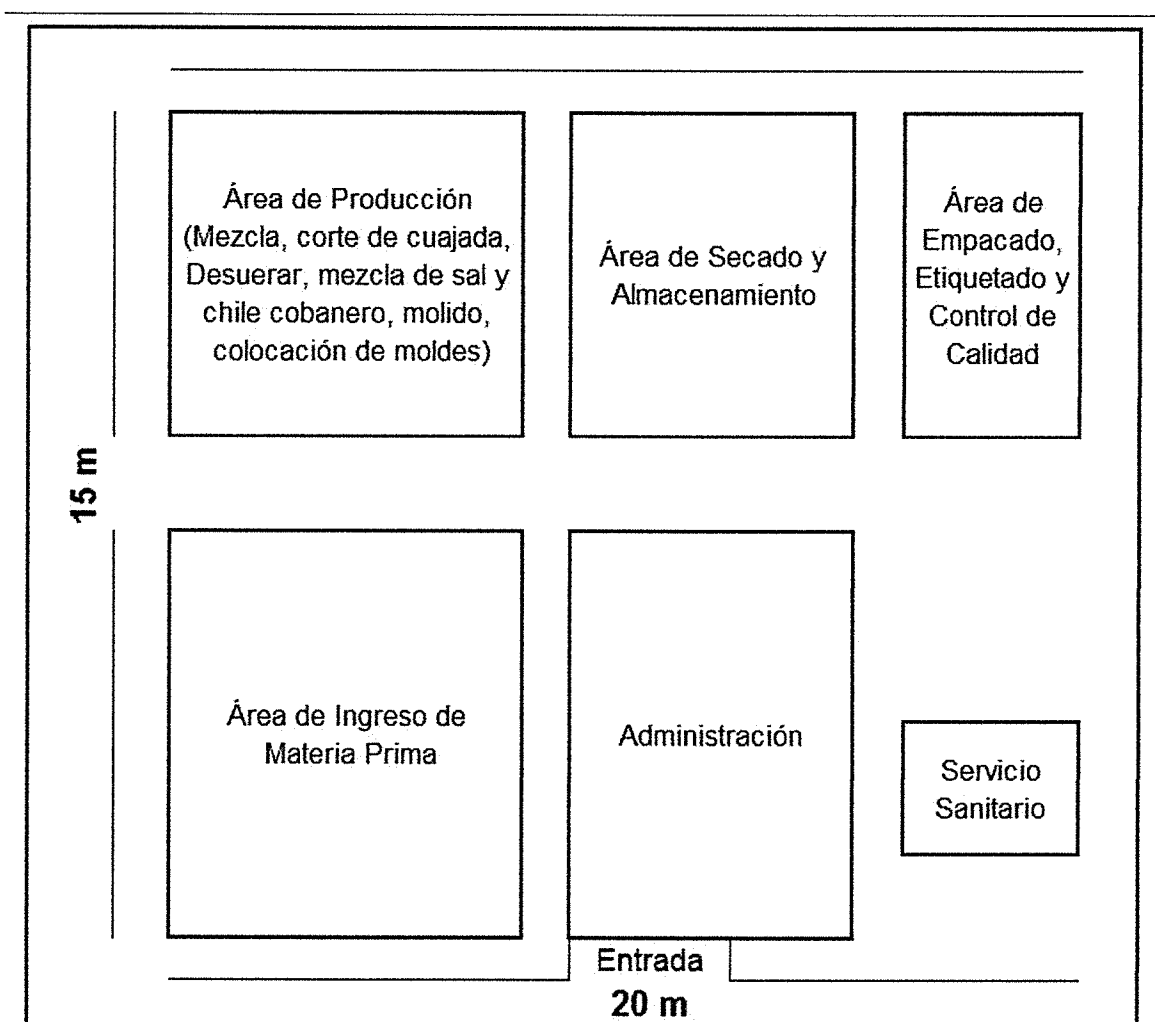 Área de Producción
(Mezcla, corte de cuajada,
Desuerar, mezcla de sal y
chile cobanero, molido,
colocación de moldes)
Área de Secado y
Almacenamiento
Área de
Empacado,
Etiquetado y
Control de
Calidad
15 m
Área de Ingreso de
Materia Prima
Administración
Servicio
Sanitario
Entrada
20 m